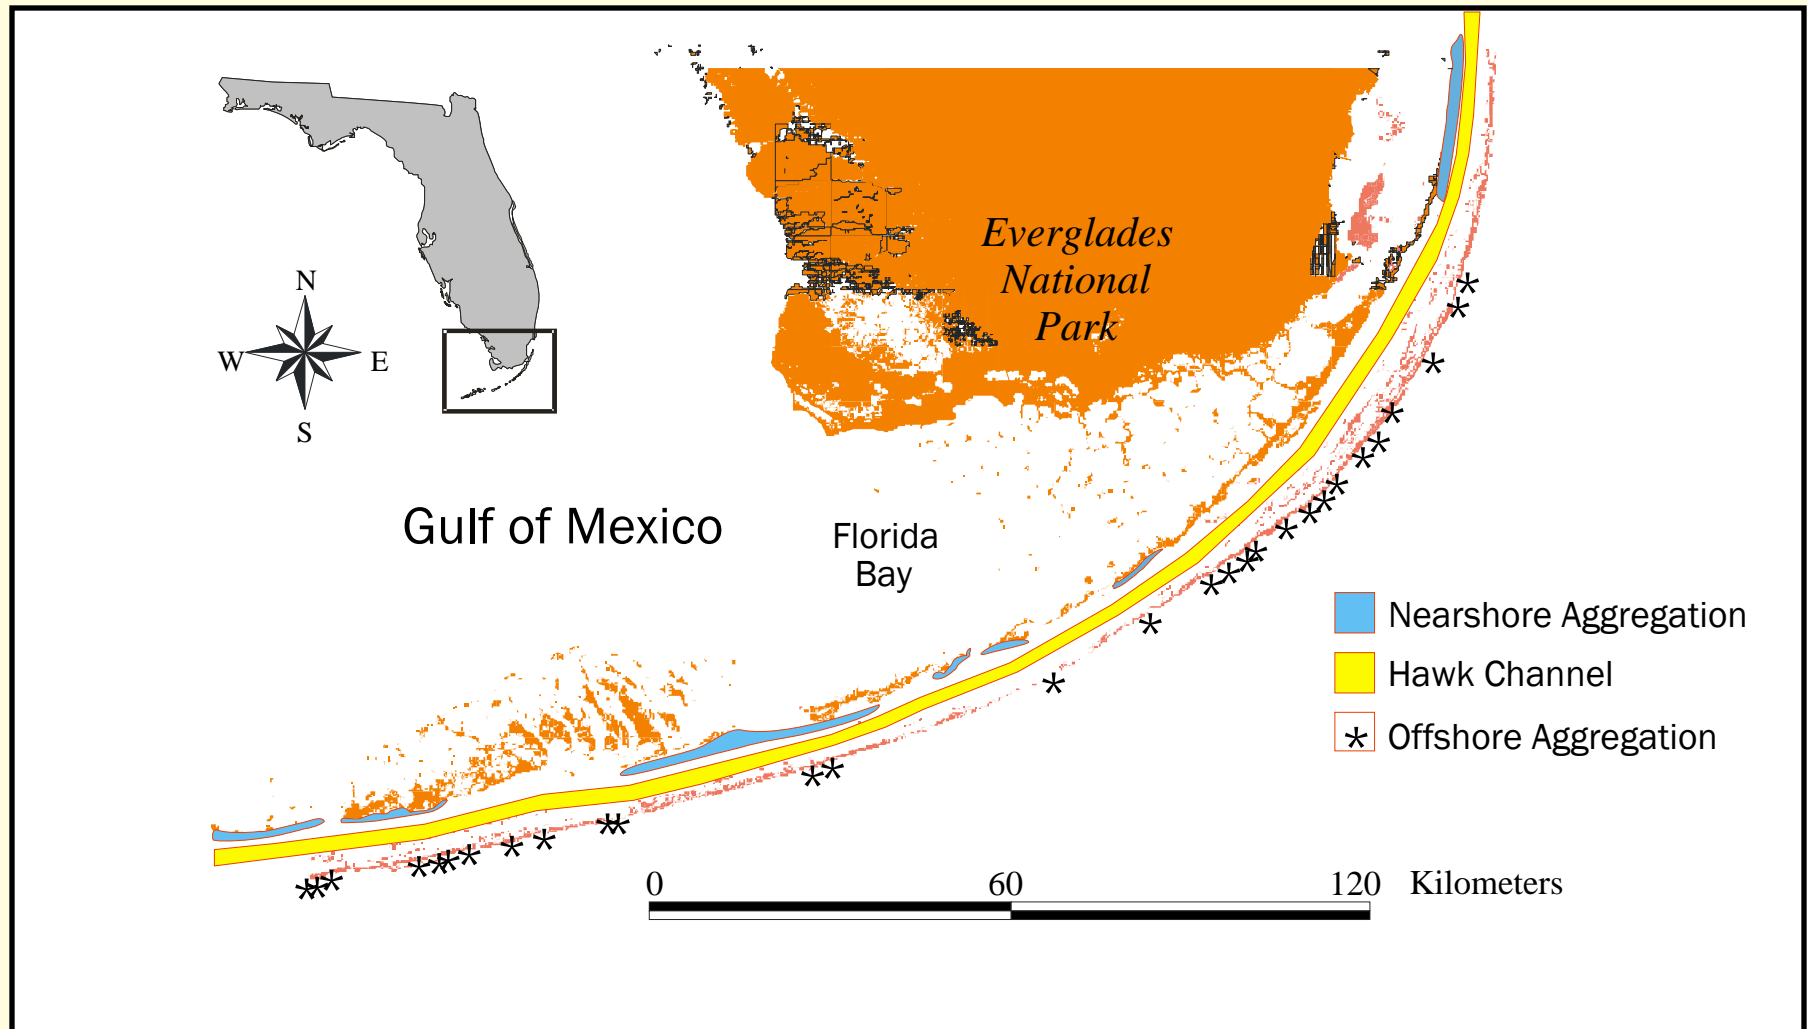 Everglades
National
Park
N
W
E
S
Gulf of Mexico
Florida
Bay
Nearshore Aggregation
Hawk Channel
* Offshore Aggregation
0 60 120 Kilometers